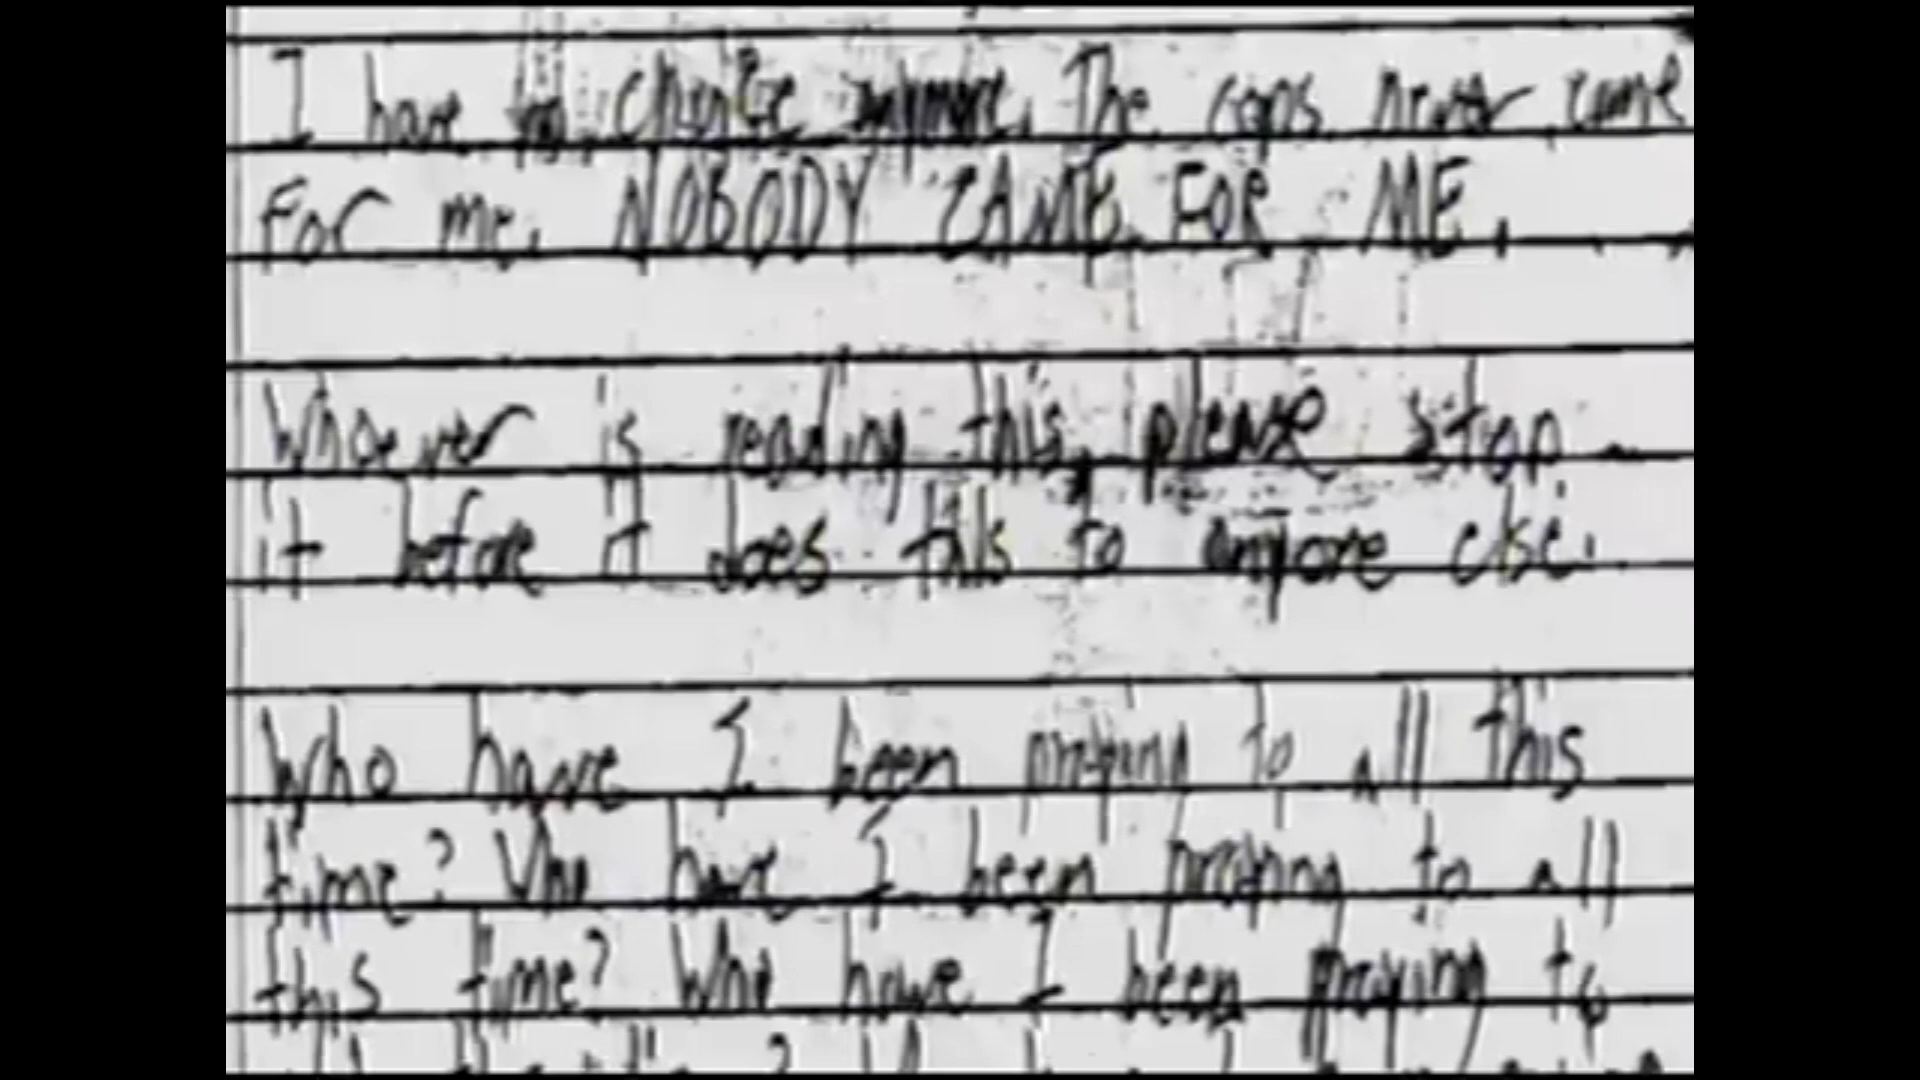 I have no choice anymore. The cops never came
for me. NOBODY CAME FOR ME.
Whoever is reading this, please stop
it before it does this to anyone else.
Who have I been praying to all this
time? Who have I been praying to all
this time? Who have I been praying to